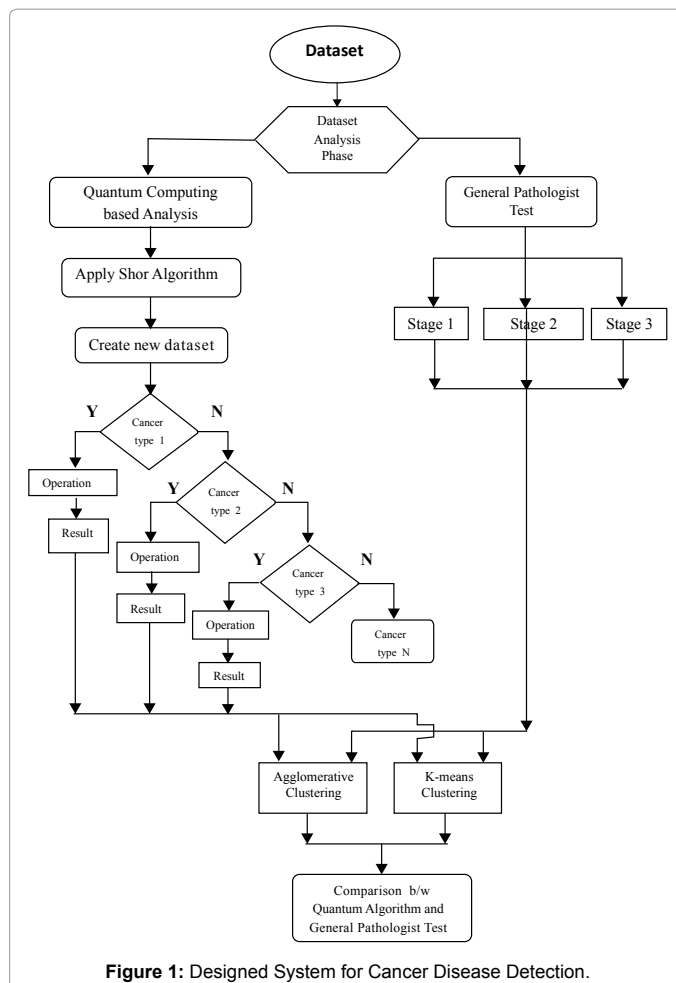 Dataset
Dataset
Analysis
Phase
Quantum Computing
based Analysis
General Pathologist
Test
Apply Shor Algorithm
Create new dataset
Stage 1
Stage 2
Stage 3
Y
N
Cancer
type 1
Operation
Result
Y
N
Cancer
type 2
Operation
Result
Y
N
Cancer
type 3
Operation
Result
Cancer
type N
Agglomerative
Clustering
K-means
Clustering
Comparison b/w
Quantum Algorithm and
General Pathologist Test
Figure 1: Designed System for Cancer Disease Detection.